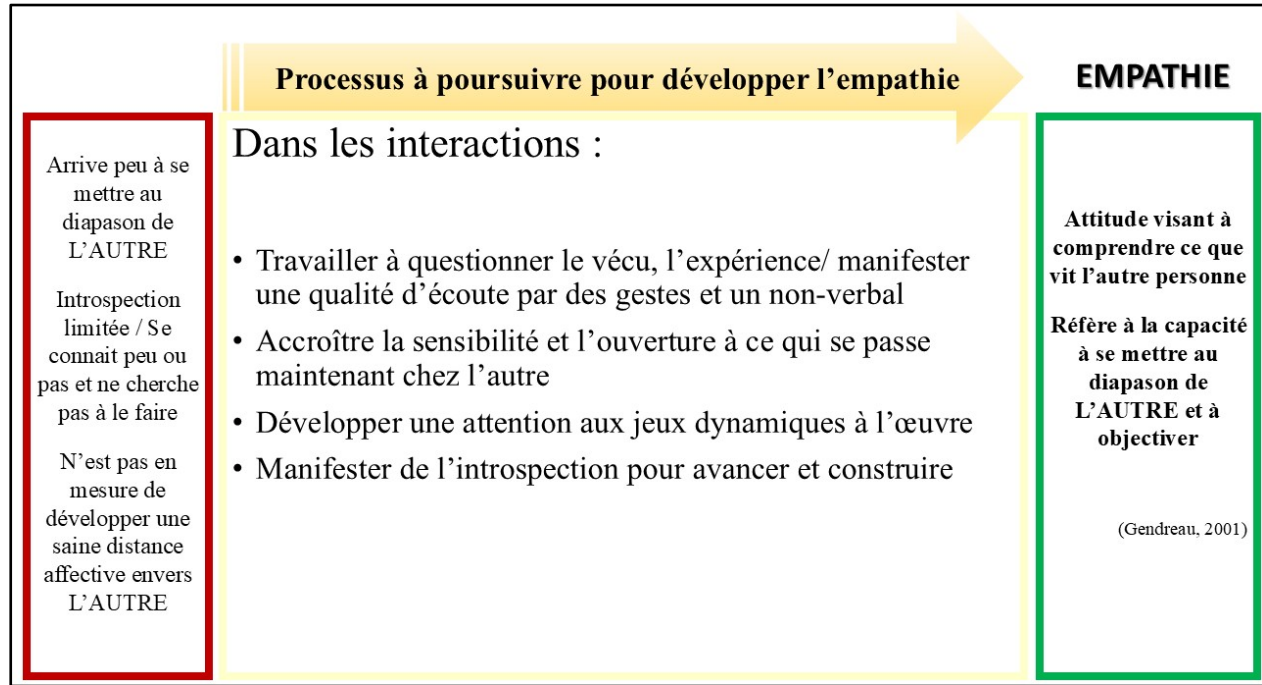 Processus à poursuivre pour développer l’empathie
EMPATHIE
Arrive peu à se
mettre au
diapason de
L’AUTRE
Introspection
limitée / Se
connait peu ou
pas et ne cherche
pas à le faire
N’est pas en
mesure de
développer une
saine distance
affective envers
L’AUTRE
Dans les interactions :
• Travailler à questionner le vécu, l’expérience/ manifester
une qualité d’écoute par des gestes et un non-verbal
• Accroître la sensibilité et l’ouverture à ce qui se passe
maintenant chez l’autre
• Développer une attention aux jeux dynamiques à l’œuvre
• Manifester de l’introspection pour avancer et construire
Attitude visant à
comprendre ce que
vit l’autre personne
Réfère à la capacité
à se mettre au
diapason de
L’AUTRE et à
objectiver
(Gendreau, 2001)